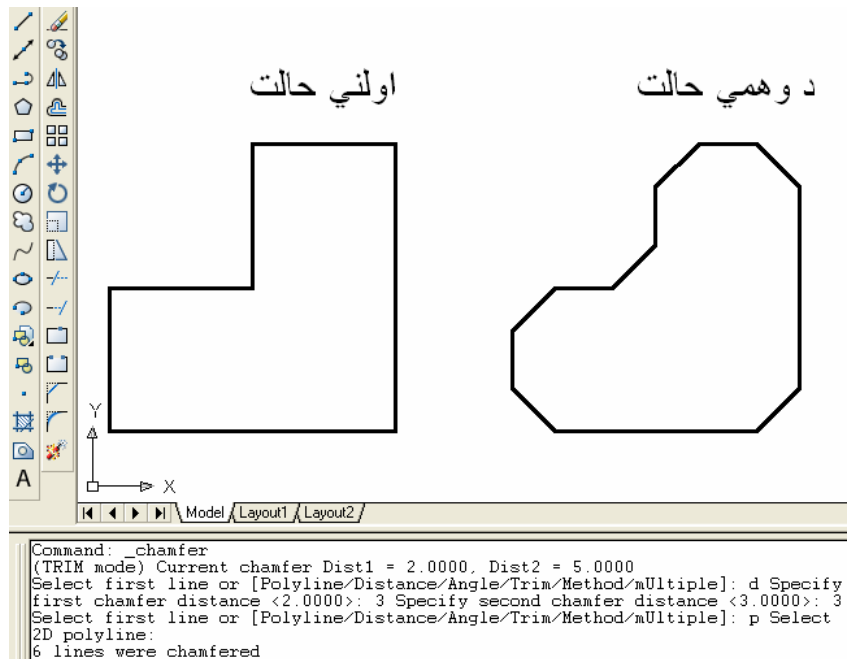 اولني حالت
د وهمي حالت
Y
X
A
Model
Layout1
Layout2
Command: _chamfer
(TRIM mode) Current chamfer Dist1 = 2.0000, Dist2 = 5.0000
Select first line or [Polyline/Distance/Angle/Trim/Method/mUltiple]: d Specify
first chamfer distance <2.0000>: 3 Specify second chamfer distance <3.0000>: 3
Select first line or [Polyline/Distance/Angle/Trim/Method/mUltiple]: p Select
2D polyline:
6 lines were chamfered